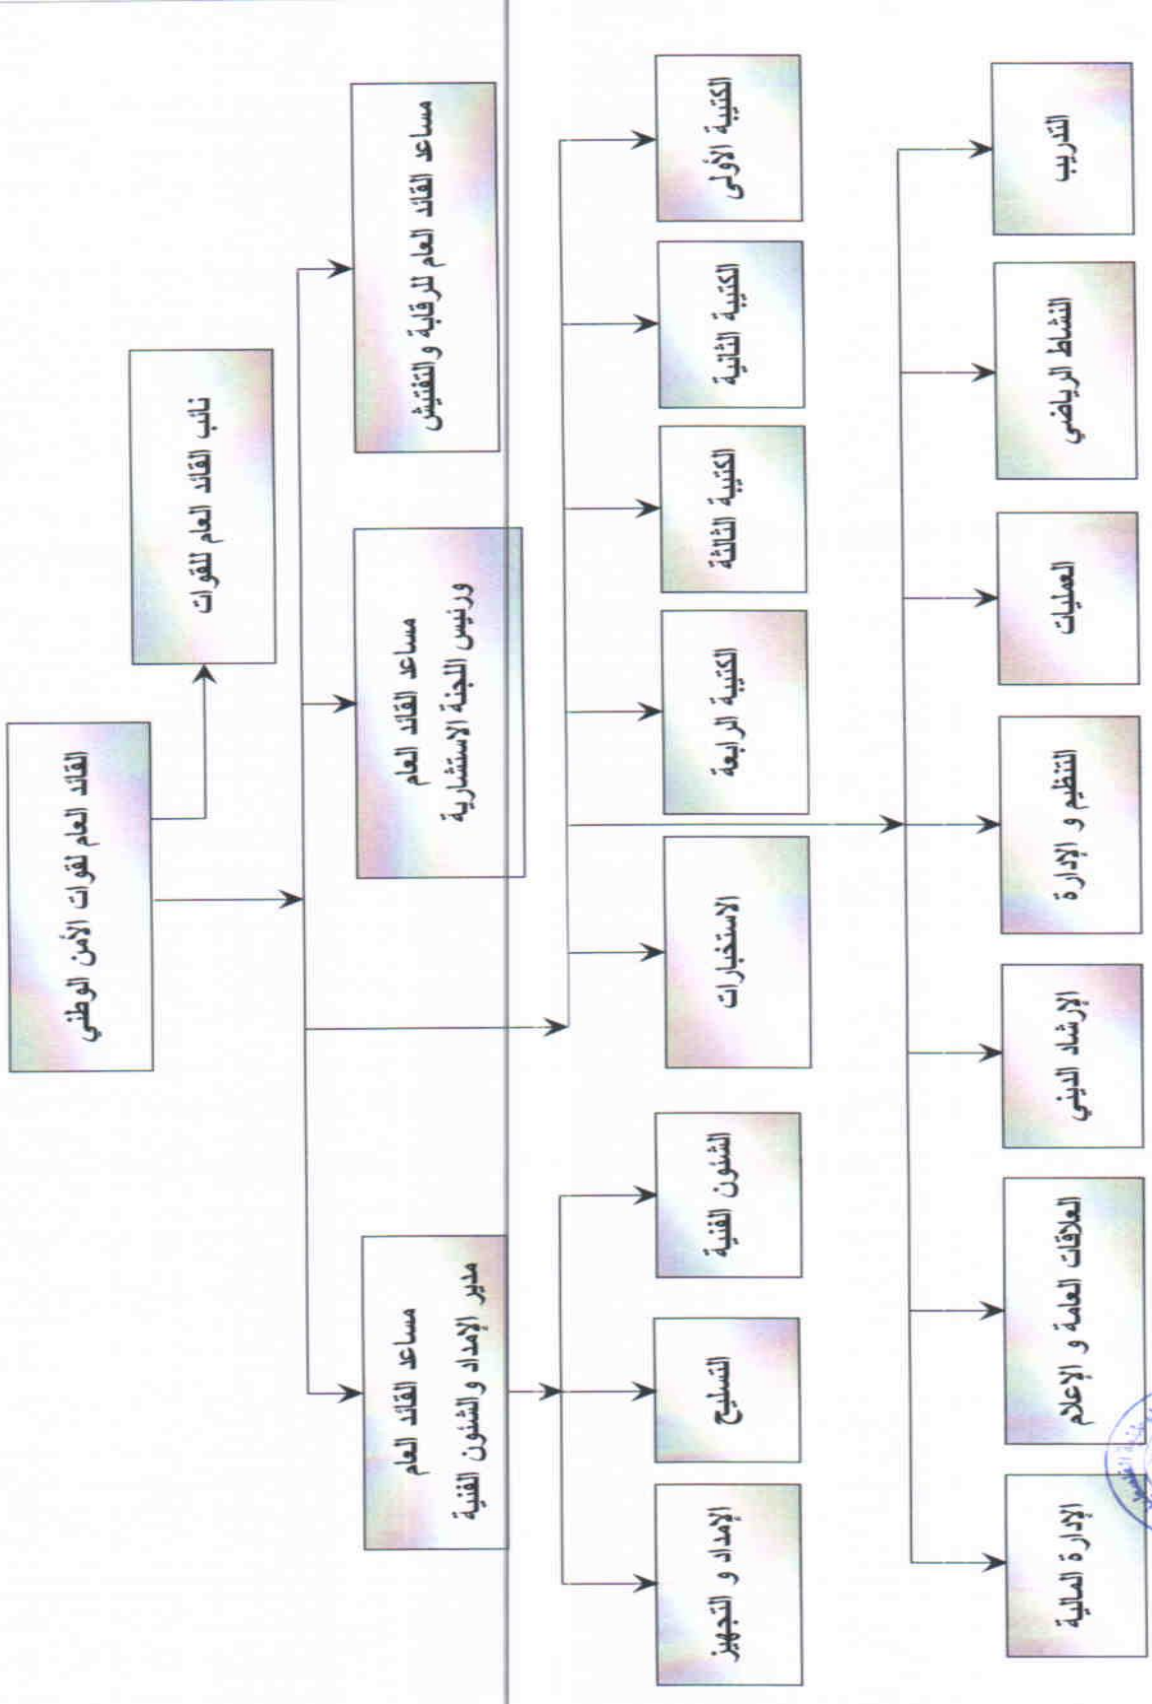 القائد العام لقوات الأمن الوطني
نائب القائد العام للقوات
مساعد القائد العام للرقابة والتفتيش
مساعد القائد العام
ورئيس اللجنة الاستشارية
مساعد القائد العام
مدير الإمداد والشئون الفنية
الكتيبة الأولى
الكتيبة الثانية
الكتيبة الثالثة
الكتيبة الرابعة
الاستخبارات
الشئون الفنية
التسليح
الإمداد و التجهيز
التدريب
النشاط الرياضي
العمليات
التنظيم و الإدارة
الإرشاد الديني
العلاقات العامة و الإعلام
الإدارة المالية